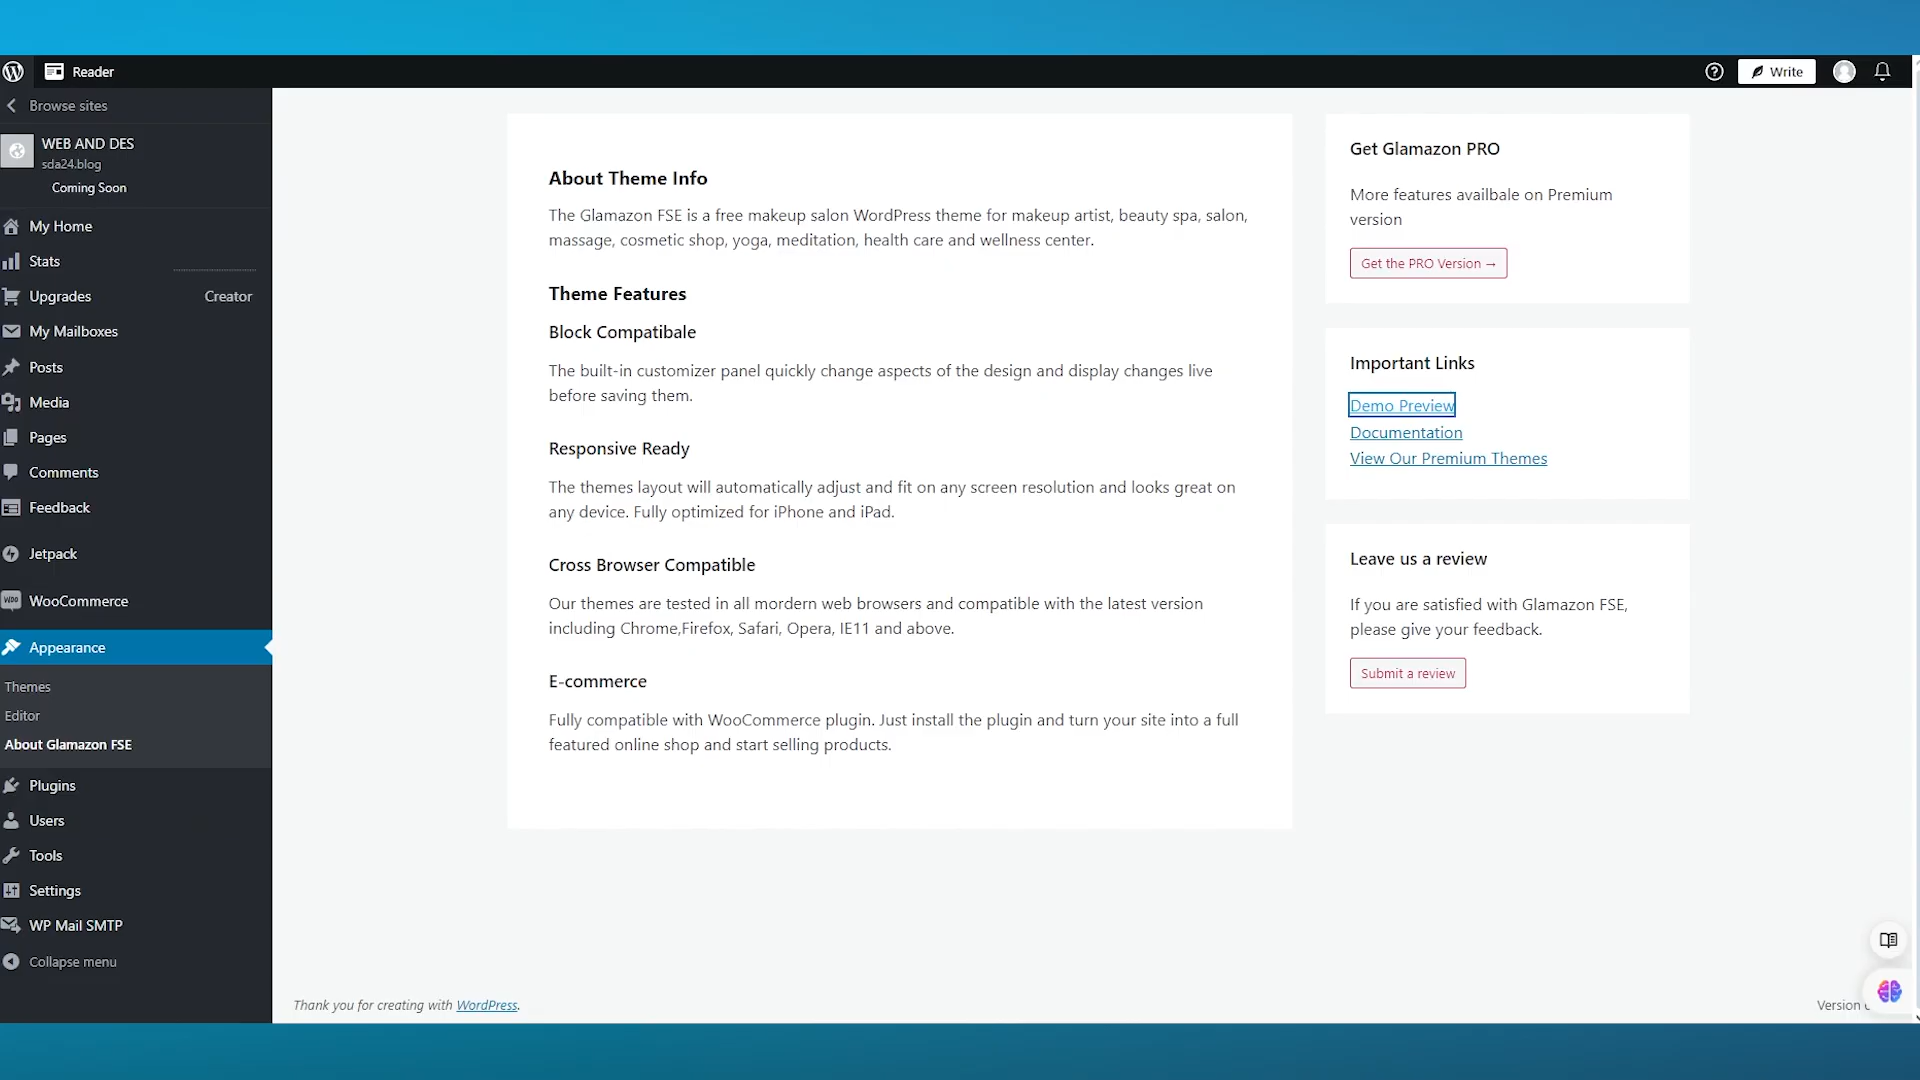 Reader
Write
Browse sites
WEB AND DES
sda24.blog
Coming Soon
My Home
Stats
Upgrades Creator
My Mailboxes
Posts
Media
Pages
Comments
Feedback
Jetpack
WooCommerce
Appearance
Themes
Editor
About Glamazon FSE
Plugins
Users
Tools
Settings
WP Mail SMTP
Collapse menu
About Theme Info
The Glamazon FSE is a free makeup salon WordPress theme for makeup artist, beauty spa, salon,
massage, cosmetic shop, yoga, meditation, health care and wellness center.
Theme Features
Block Compatibale
The built-in customizer panel quickly change aspects of the design and display changes live
before saving them.
Responsive Ready
The themes layout will automatically adjust and fit on any screen resolution and looks great on
any device. Fully optimized for iPhone and iPad.
Cross Browser Compatible
Our themes are tested in all mordern web browsers and compatible with the latest version
including Chrome,Firefox, Safari, Opera, IE11 and above.
E-commerce
Fully compatible with WooCommerce plugin. Just install the plugin and turn your site into a full
featured online shop and start selling products.
Get Glamazon PRO
More features availbale on Premium
version
Get the PRO Version →
Important Links
Demo Preview
Documentation
View Our Premium Themes
Leave us a review
If you are satisfied with Glamazon FSE,
please give your feedback.
Submit a review
Thank you for creating with WordPress.
Version